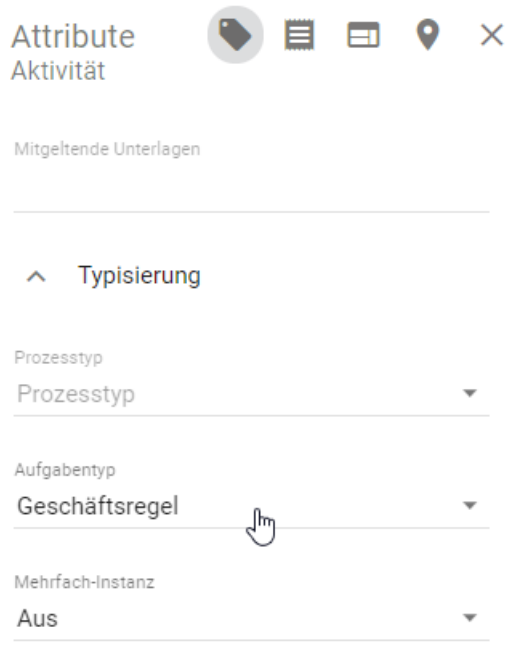 Attribute
Aktivität
Mitgeltende Unterlagen
Typisierung
Prozesstyp
Prozesstyp
Aufgabentyp
Geschäftsregel
Mehrfach-Instanz
Aus